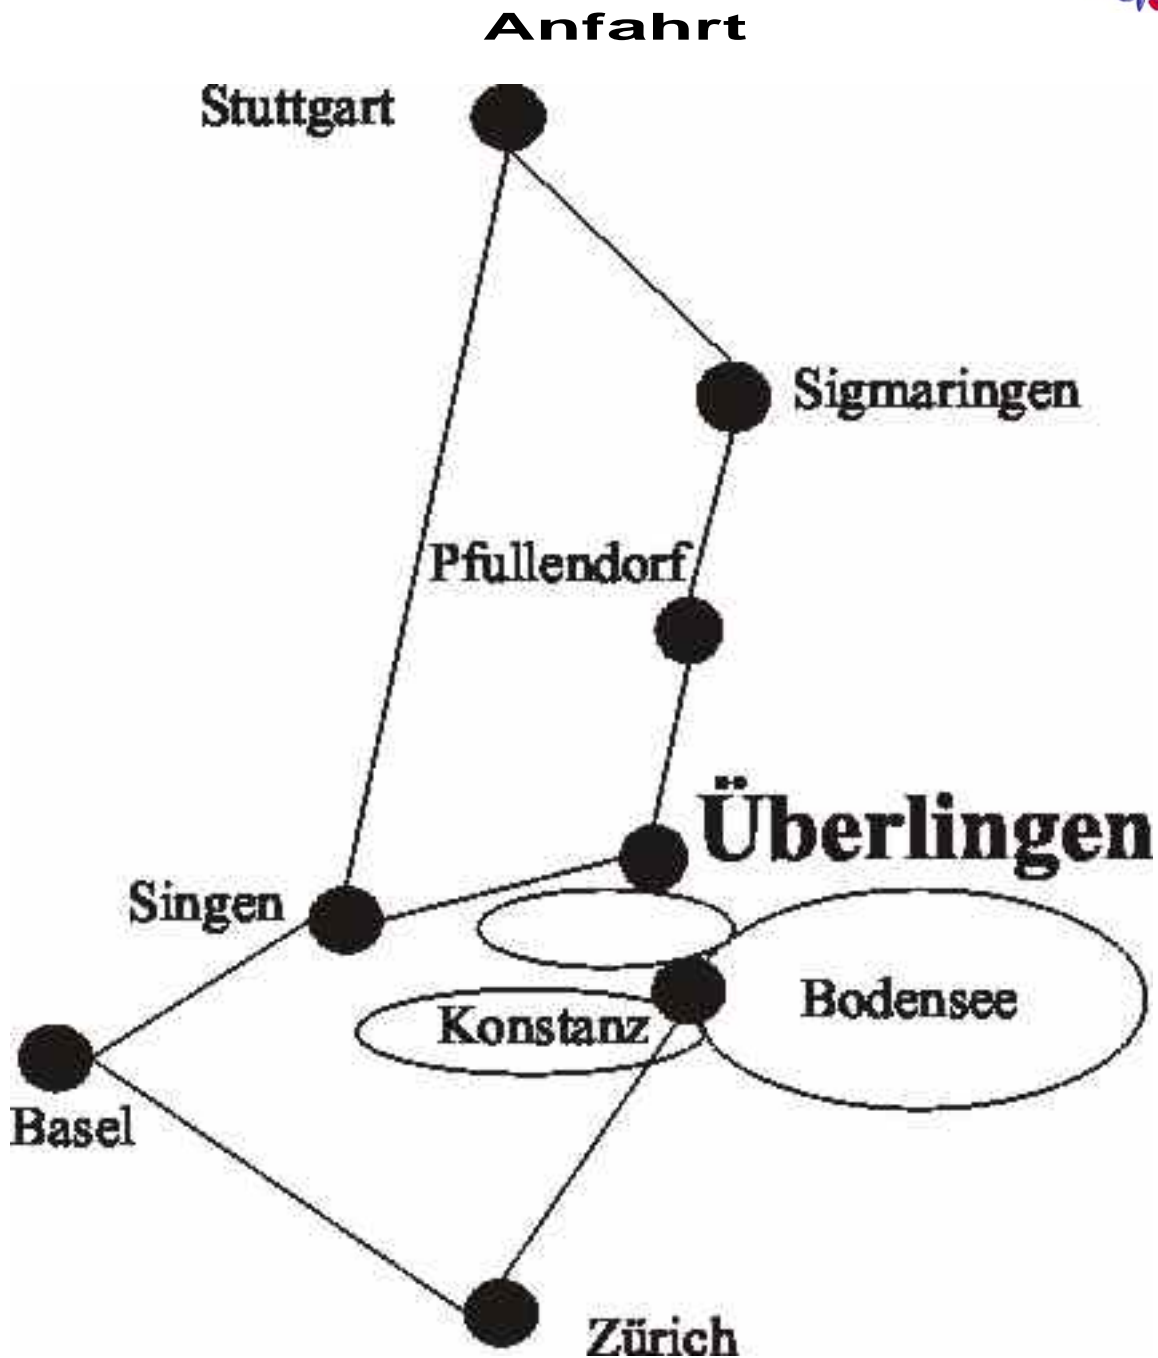 Anfahrt
Stuttgart
Sigmaringen
Pfullendorf
Überlingen
Singen
Bodensee
Konstanz
Basel
Zürich